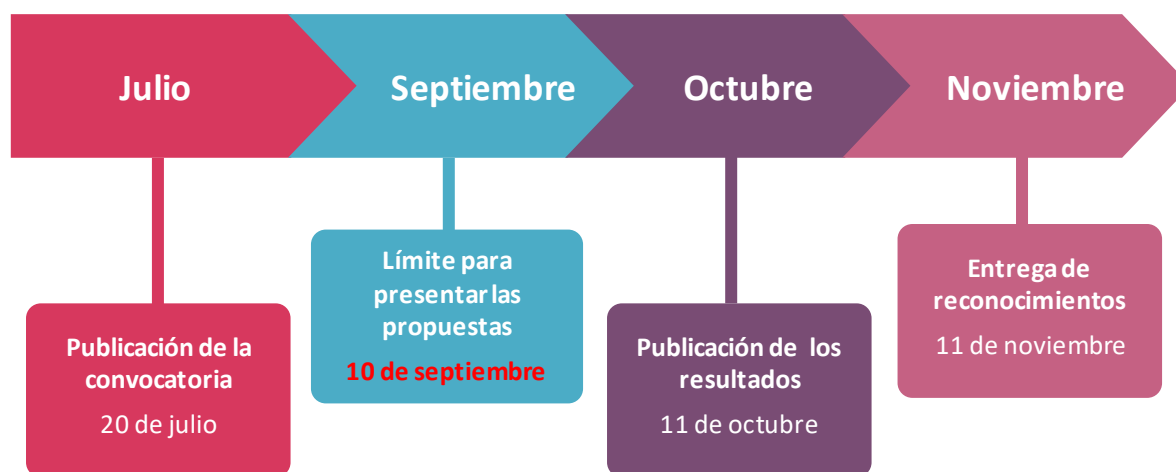 Julio
Septiembre
Octubre
Noviembre
Publicación de la
convocatoria
20 de julio
Límite para
presentar las
propuestas
10 de septiembre
Publicación de los
resultados
11 de octubre
Entrega de
reconocimientos
11 de noviembre